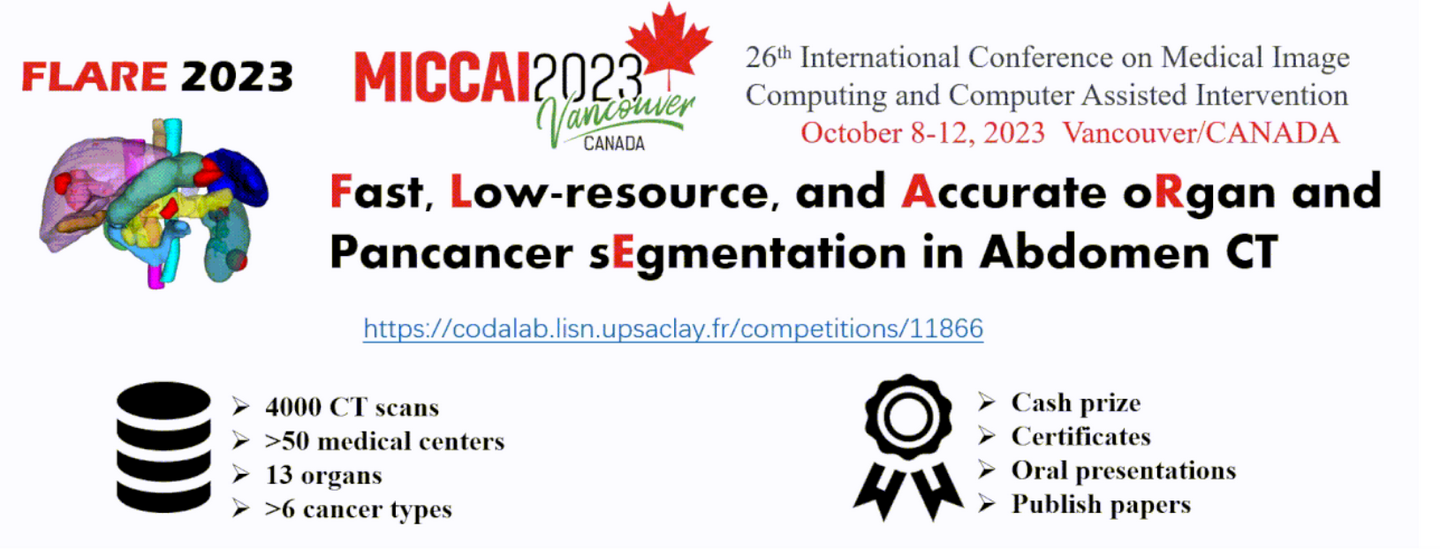 FLARE 2023
MICCAI2023
Vancouver
CANADA
26th International Conference on Medical Image
Computing and Computer Assisted Intervention
October 8-12, 2023 Vancouver/CANADA
Fast, Low-resource, and Accurate oRgan and
Pancancer sEgmentation in Abdomen CT
https://codalab.lisn.upsaclay.fr/competitions/11866
➢ 4000 CT scans
➢ >50 medical centers
➢ 13 organs
➢ >6 cancer types
➢ Cash prize
➢ Certificates
➢ Oral presentations
➢ Publish papers